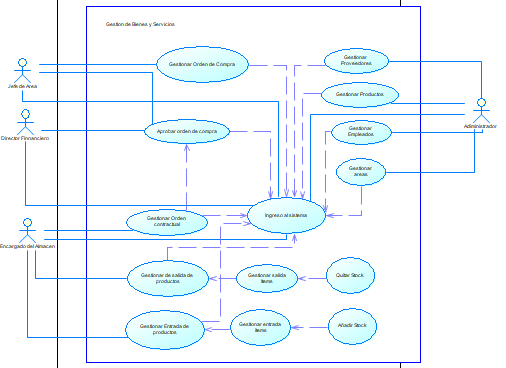 Gestion de Bienes y Servicios
Gestionar Orden de Compra
Gestionar
Proveedores
Jefe de Area
Gestionar Productos
Director Finnanciero
Aprobar orden de compra
Gestionar
Empleados
Administrador
Gestionar
areas
Gestionar Orden
contractual
Ingreso al sistema
Encargado del Almacen
Gestionar de salida de
productos
Gestionar salida
items
Quitar Stock
Gestionar Entrada de
productos
Gestionar entrada
items
Añadir Stock